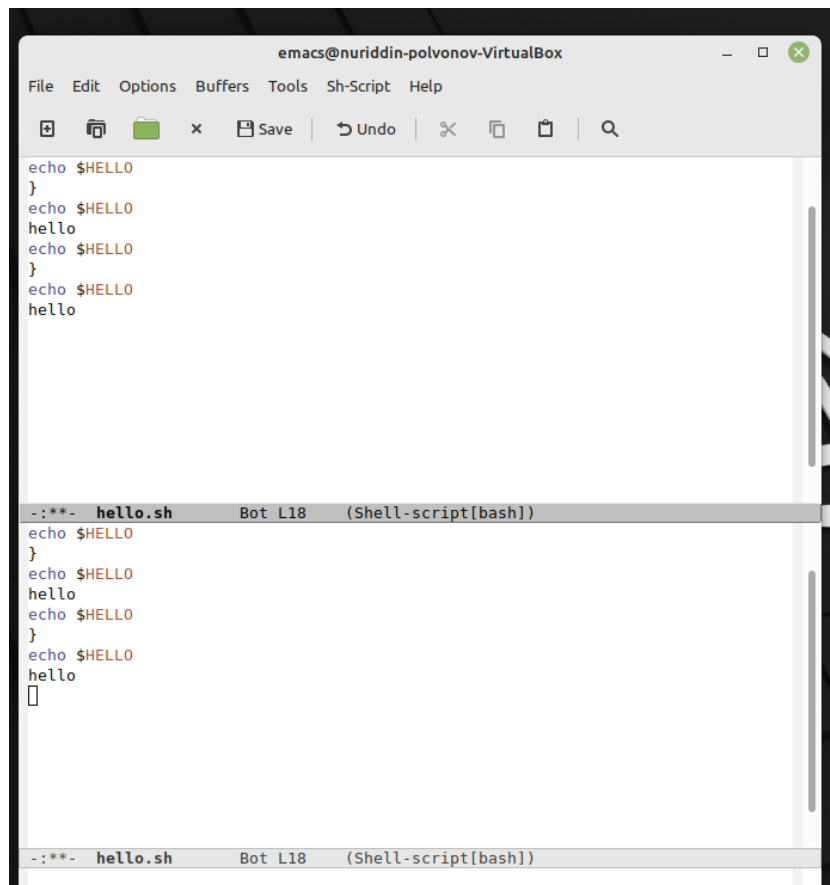 emacs@nuriddin-polvonov-VirtualBox
File Edit Options Buffers Tools Sh-Script Help
Save Undo
echo $HELLO
}
echo $HELLO
hello
echo $HELLO
}
echo $HELLO
hello
-:**- hello.sh Bot L18 (Shell-script[bash])
echo $HELLO
}
echo $HELLO
hello
echo $HELLO
}
echo $HELLO
hello
-:**- hello.sh Bot L18 (Shell-script[bash])